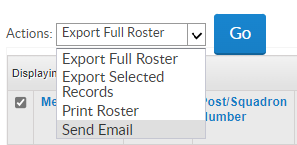 Actions: Export Full Roster Go
Export Full Roster
Export Selected
Records
Print Roster
Send Email
Displayin
Me
Post/Squadron
Number